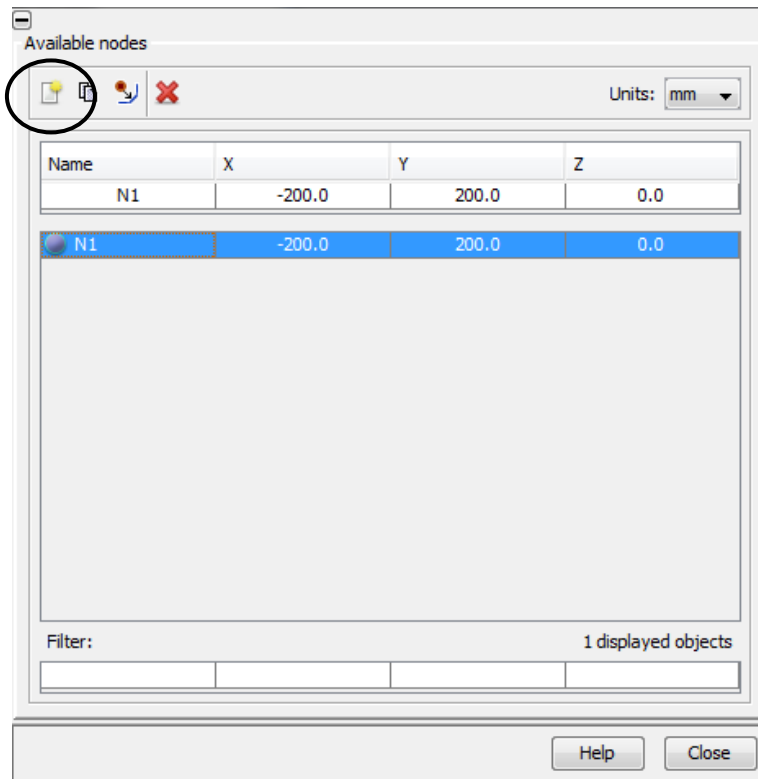 Available nodes
Units: mm
Name X Y Z
N1 -200.0 200.0 0.0
N1 -200.0 200.0 0.0
Filter: 1 displayed objects
Help Close